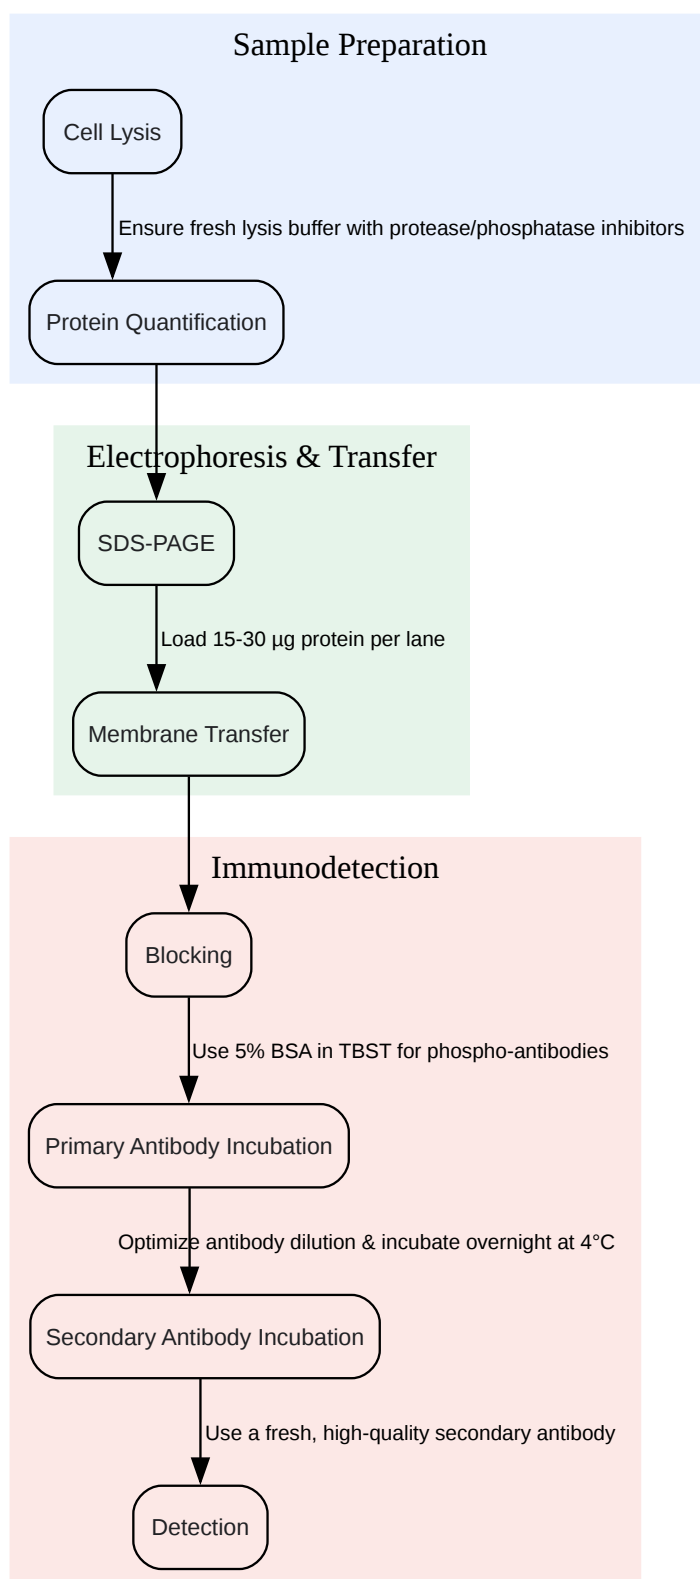 Sample Preparation
Cell Lysis
Ensure fresh lysis buffer with protease/phosphatase inhibitors
Protein Quantification
Electrophoresis & Transfer
SDS-PAGE
Load 15-30 µg protein per lane
Membrane Transfer
Immunodetection
Blocking
Use 5% BSA in TBST for phospho-antibodies
Primary Antibody Incubation
Optimize antibody dilution & incubate overnight at 4°C
Secondary Antibody Incubation
Use a fresh, high-quality secondary antibody
Detection